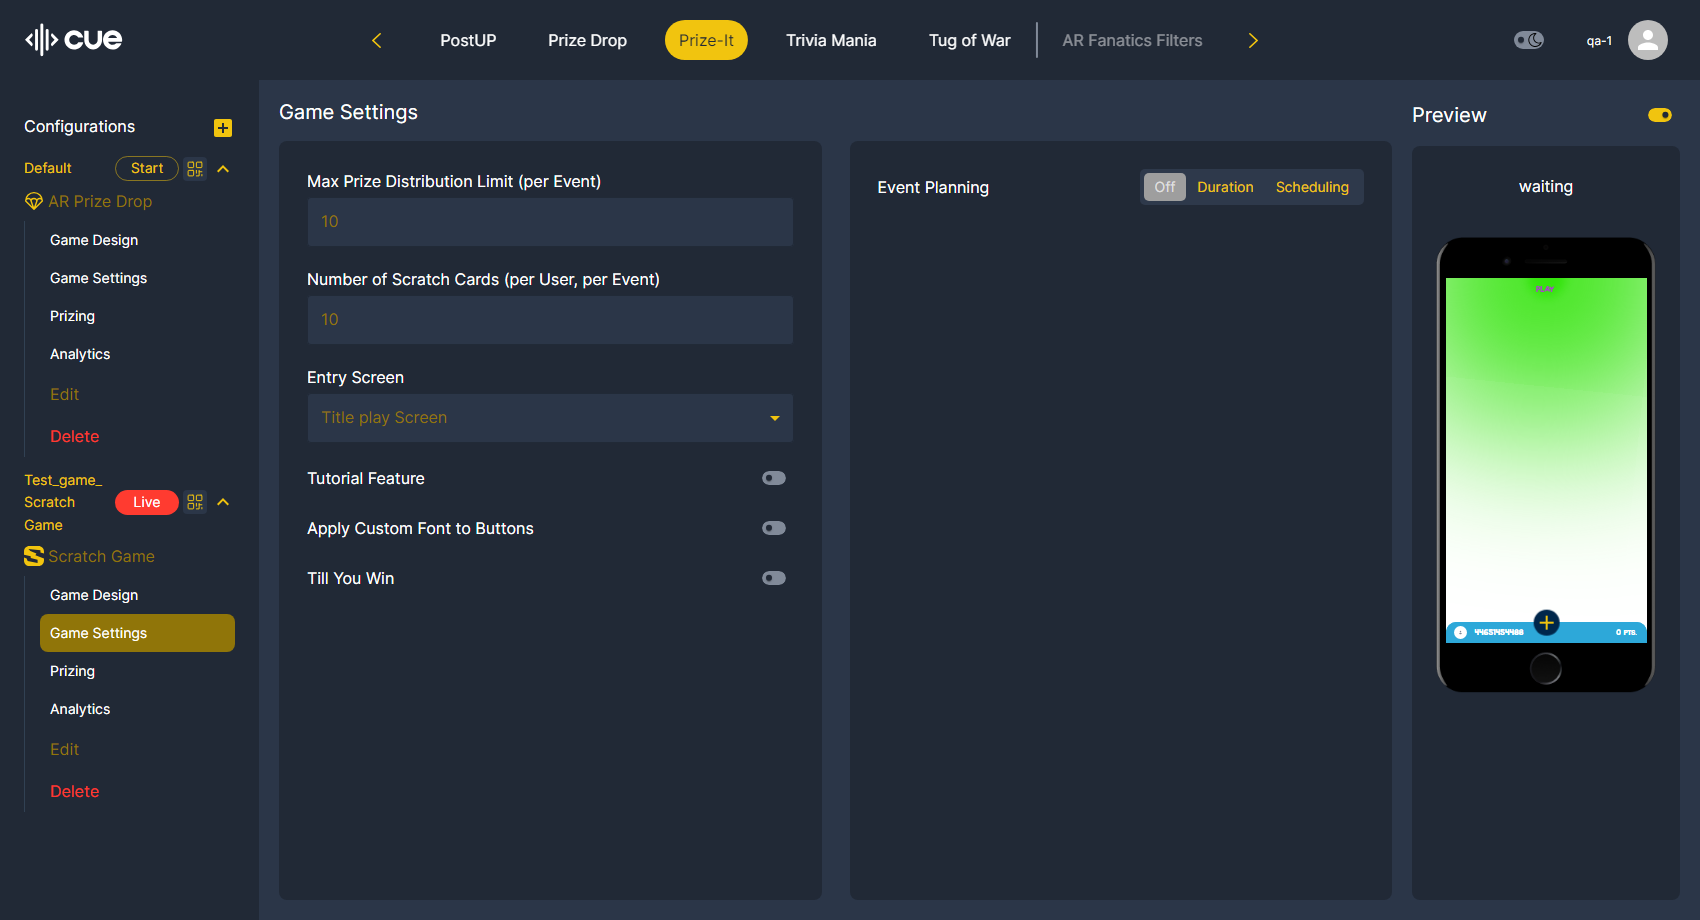 cue
PostUP
Prize Drop
Prize-It
Trivia Mania
Tug of War
AR Fanatics Filters
qa-1
Configurations
Default
Start
AR Prize Drop
Game Design
Game Settings
Prizing
Analytics
Edit
Delete
Test_game_
Scratch
Game
Live
Scratch Game
Game Design
Game Settings
Prizing
Analytics
Edit
Delete
Game Settings
Max Prize Distribution Limit (per Event)
10
Number of Scratch Cards (per User, per Event)
10
Entry Screen
Title play Screen
Tutorial Feature
Apply Custom Font to Buttons
Till You Win
Event Planning
Off
Duration
Scheduling
Preview
waiting
PLAY
0 PTS.